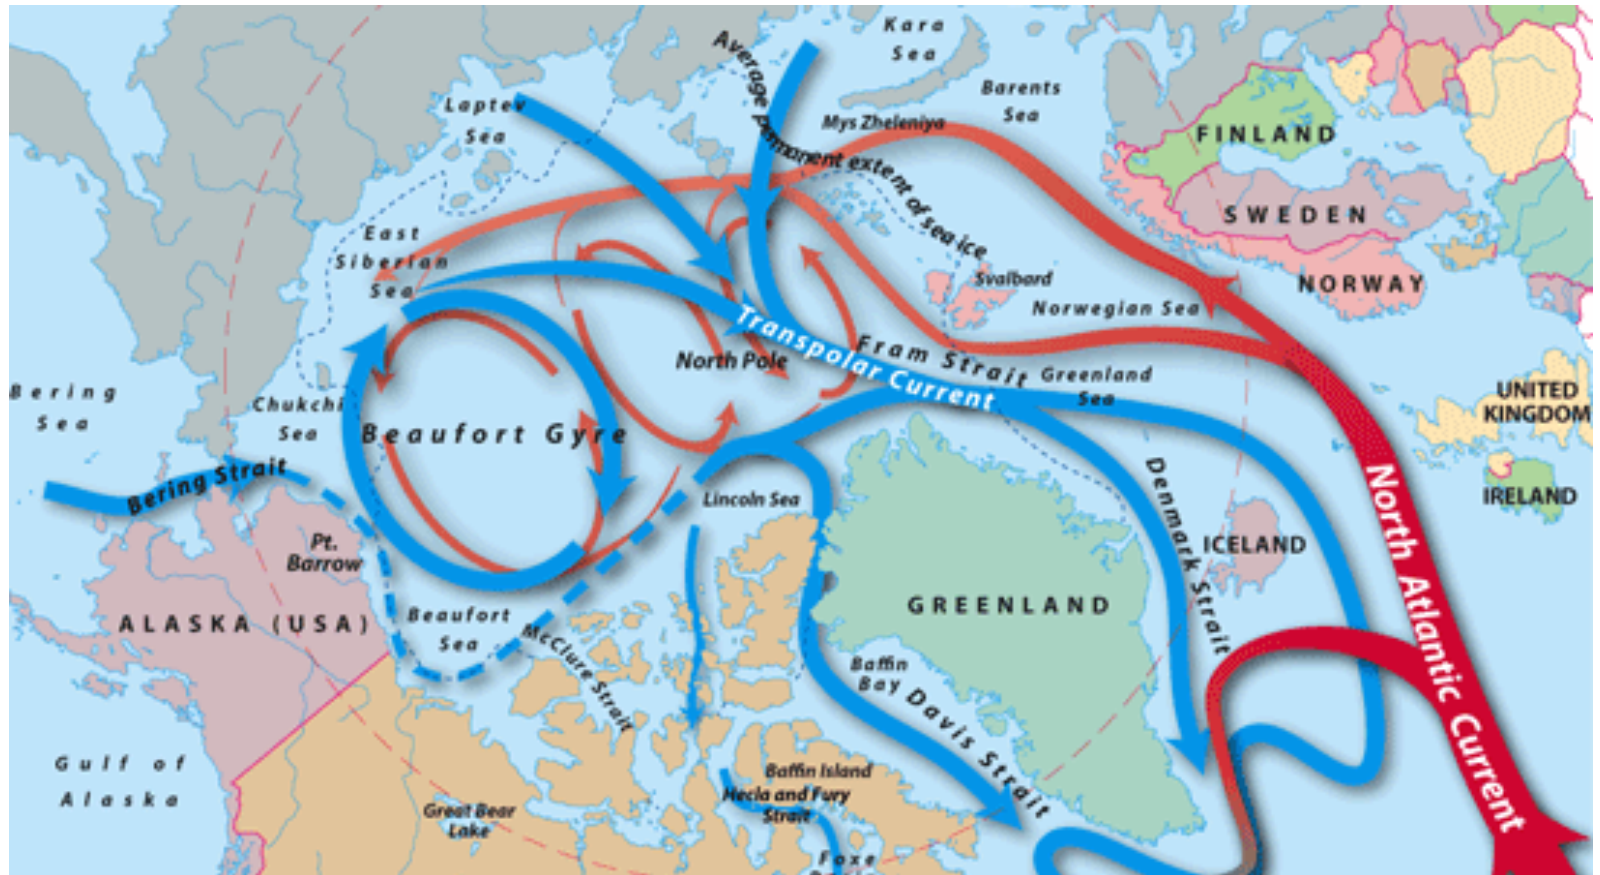 Kara
Sea
Average permanent extent of sea ice
Laptev
Sea
Barents
Sea
Mys Zheleniya
FINLAND
SWEDEN
NORWAY
East
Siberian
Sea
Svalbard
Norwegian Sea
Transpolar Current
Fram Strait
North Pole
Greenland
Sea
Bering
Sea
Chukchi
Sea
UNITED
KINGDOM
Beaufort Gyre
Bering Strait
Lincoln Sea
IRELAND
Denmark Strait
North Atlantic Current
ICELAND
Pt.
Barrow
ALASKA (USA)
Beaufort
Sea
McClure Strait
GREENLAND
Baffin
Bay
Davis Strait
Gulf of
Alaska
Baffin Island
Hecla and Fury
Strait
Great Bear
Lake
Foxe